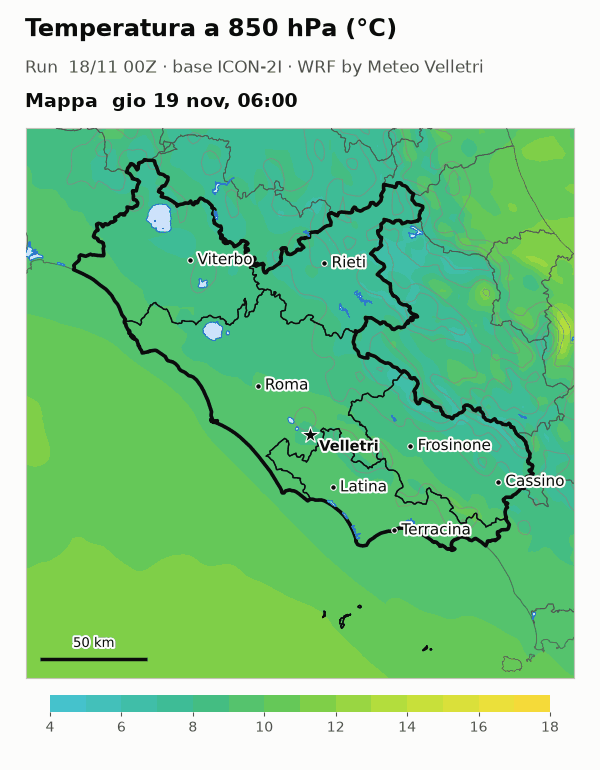 Temperatura a 850 hPa (°C)
Run  18/11 00Z · base ICON-2I · WRF by Meteo Velletri
Mappa  gio 19 nov, 06:00
Viterbo
Rieti
Roma
Velletri
Frosinone
Latina
Cassino
Terracina
50 km
4 6 8 10 12 14 16 18